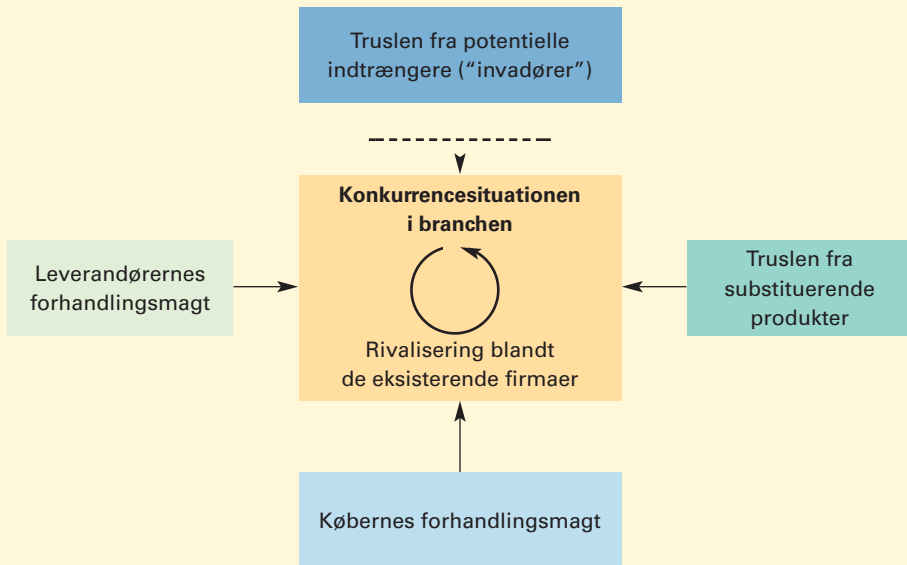 Truslen fra potentielle
indtrængere (“invadører”)
Konkurrencesituationen
i branchen
Leverandørernes
forhandlingsmagt
Truslen fra
substituerende
produkter
Rivalisering blandt
de eksisterende firmaer
Købernes forhandlingsmagt